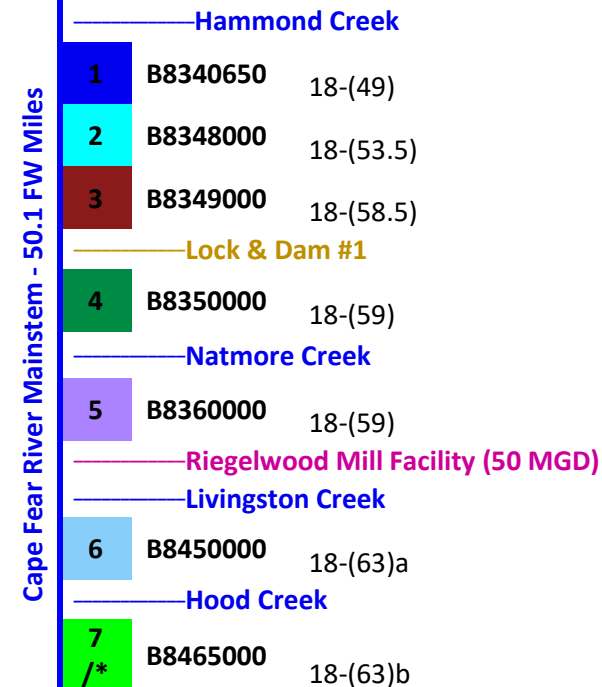 Cape Fear River Mainstem - 50.1 FW Miles
Hammond Creek
1 B8340650 18-(49)
2 B8348000 18-(53.5)
3 B8349000 18-(58.5)
Lock & Dam #1
4 B8350000 18-(59)
Natmore Creek
5 B8360000 18-(59)
Riegelwood Mill Facility (50 MGD)
Livingston Creek
6 B8450000 18-(63)a
Hood Creek
7
/* B8465000 18-(63)b